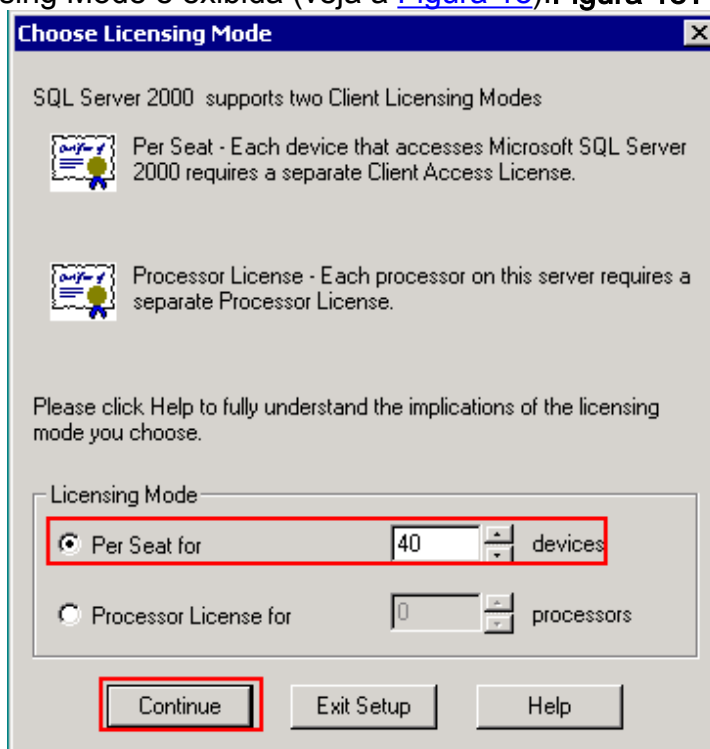 sing Mode é exibida (veja a Figura 18).Figura 181
Choose Licensing Mode
SQL Server 2000 supports two Client Licensing Modes
Per Seat - Each device that accesses Microsoft SQL Server
2000 requires a separate Client Access License.
Processor License - Each processor on this server requires a
separate Processor License.
Please click Help to fully understand the implications of the licensing
mode you choose.
Licensing Mode
Per Seat for 40 devices
Processor License for 0 processors
Continue Exit Setup Help